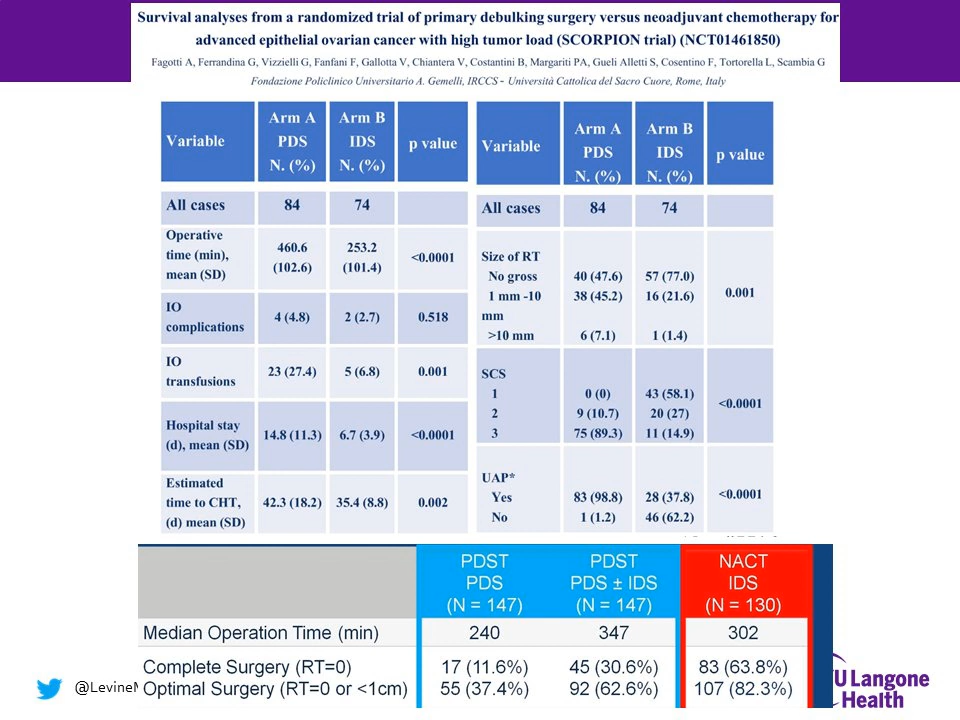 Survival analyses from a randomized trial of primary debulking surgery versus neoadjuvant chemotherapy for
advanced epithelial ovarian cancer with high tumor load (SCORPION trial) (NCT01461850)
Fagotti A, Ferrandina G, Vizzielli G, Fanfani F, Gallotta V, Chiantera V, Costantini B, Margariti PA, Gueli Alletti S, Cosentino F, Tortorella L, Scambia G
Fondazione Policlinico Universitario A. Gemelli, IRCCS - Università Cattolica del Sacro Cuore, Rome, Italy
Variable Arm A PDS N. (%) Arm B IDS N. (%) p value
All cases 84 74
Operative time (min), mean (SD) 460.6 (102.6) 253.2 (101.4) <0.0001
IO complications 4 (4.8) 2 (2.7) 0.518
IO transfusions 23 (27.4) 5 (6.8) 0.001
Hospital stay (d), mean (SD) 14.8 (11.3) 6.7 (3.9) <0.0001
Estimated time to CHT, (d) mean (SD) 42.3 (18.2) 35.4 (8.8) 0.002
Variable Arm A PDS N. (%) Arm B IDS N. (%) p value
All cases 84 74
Size of RT 0.001
No gross 40 (47.6) 57 (77.0)
1 mm -10 mm 38 (45.2) 16 (21.6)
>10 mm 6 (7.1) 1 (1.4)
SCS <0.0001
1 0 (0) 43 (58.1)
2 9 (10.7) 20 (27)
3 75 (89.3) 11 (14.9)
UAP* <0.0001
Yes 83 (98.8) 28 (37.8)
No 1 (1.2) 46 (62.2)
PDST PDS (N = 147) PDST PDS ± IDS (N = 147) NACT IDS (N = 130)
Median Operation Time (min) 240 347 302
Complete Surgery (RT=0) 17 (11.6%) 45 (30.6%) 83 (63.8%)
Optimal Surgery (RT=0 or <1cm) 55 (37.4%) 92 (62.6%) 107 (82.3%)
@LevineM
U Langone
Health